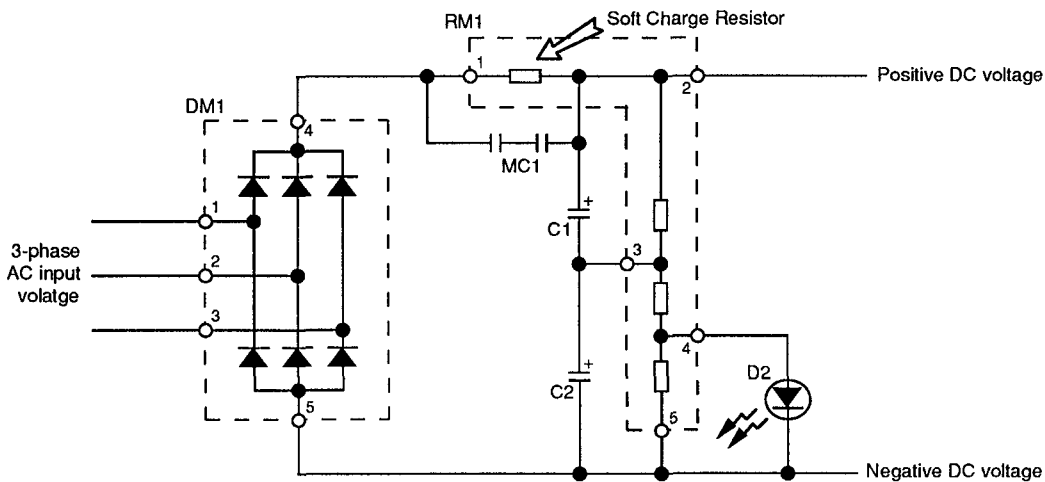 RM1
Soft Charge Resistor
1
2
Positive DC voltage
DM1
4
MC1
1
3-phase
AC input
volatge
2
3
C1
+
3
4
C2
+
D2
5
5
Negative DC voltage